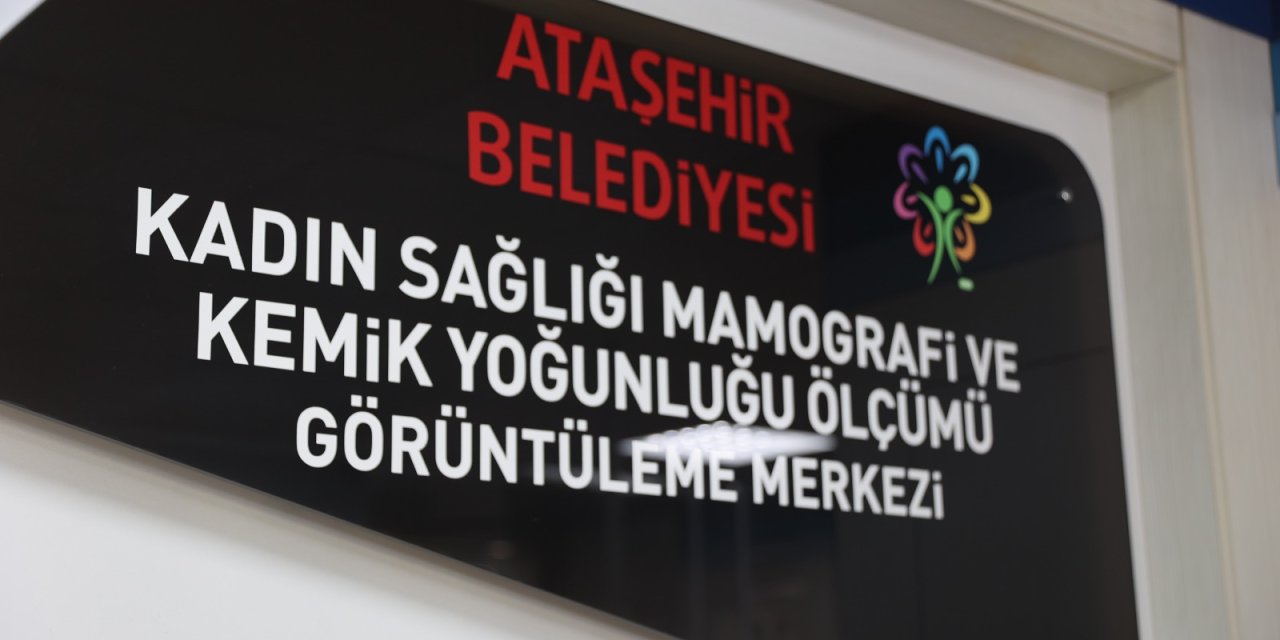 ATAŞEHİR
BELEDİYESİ
KADIN SAĞLIĞI MAMOGRAFİ VE
KEMİK YOĞUNLUĞU ÖLÇÜMÜ
GÖRÜNTÜLEME MERKEZİ